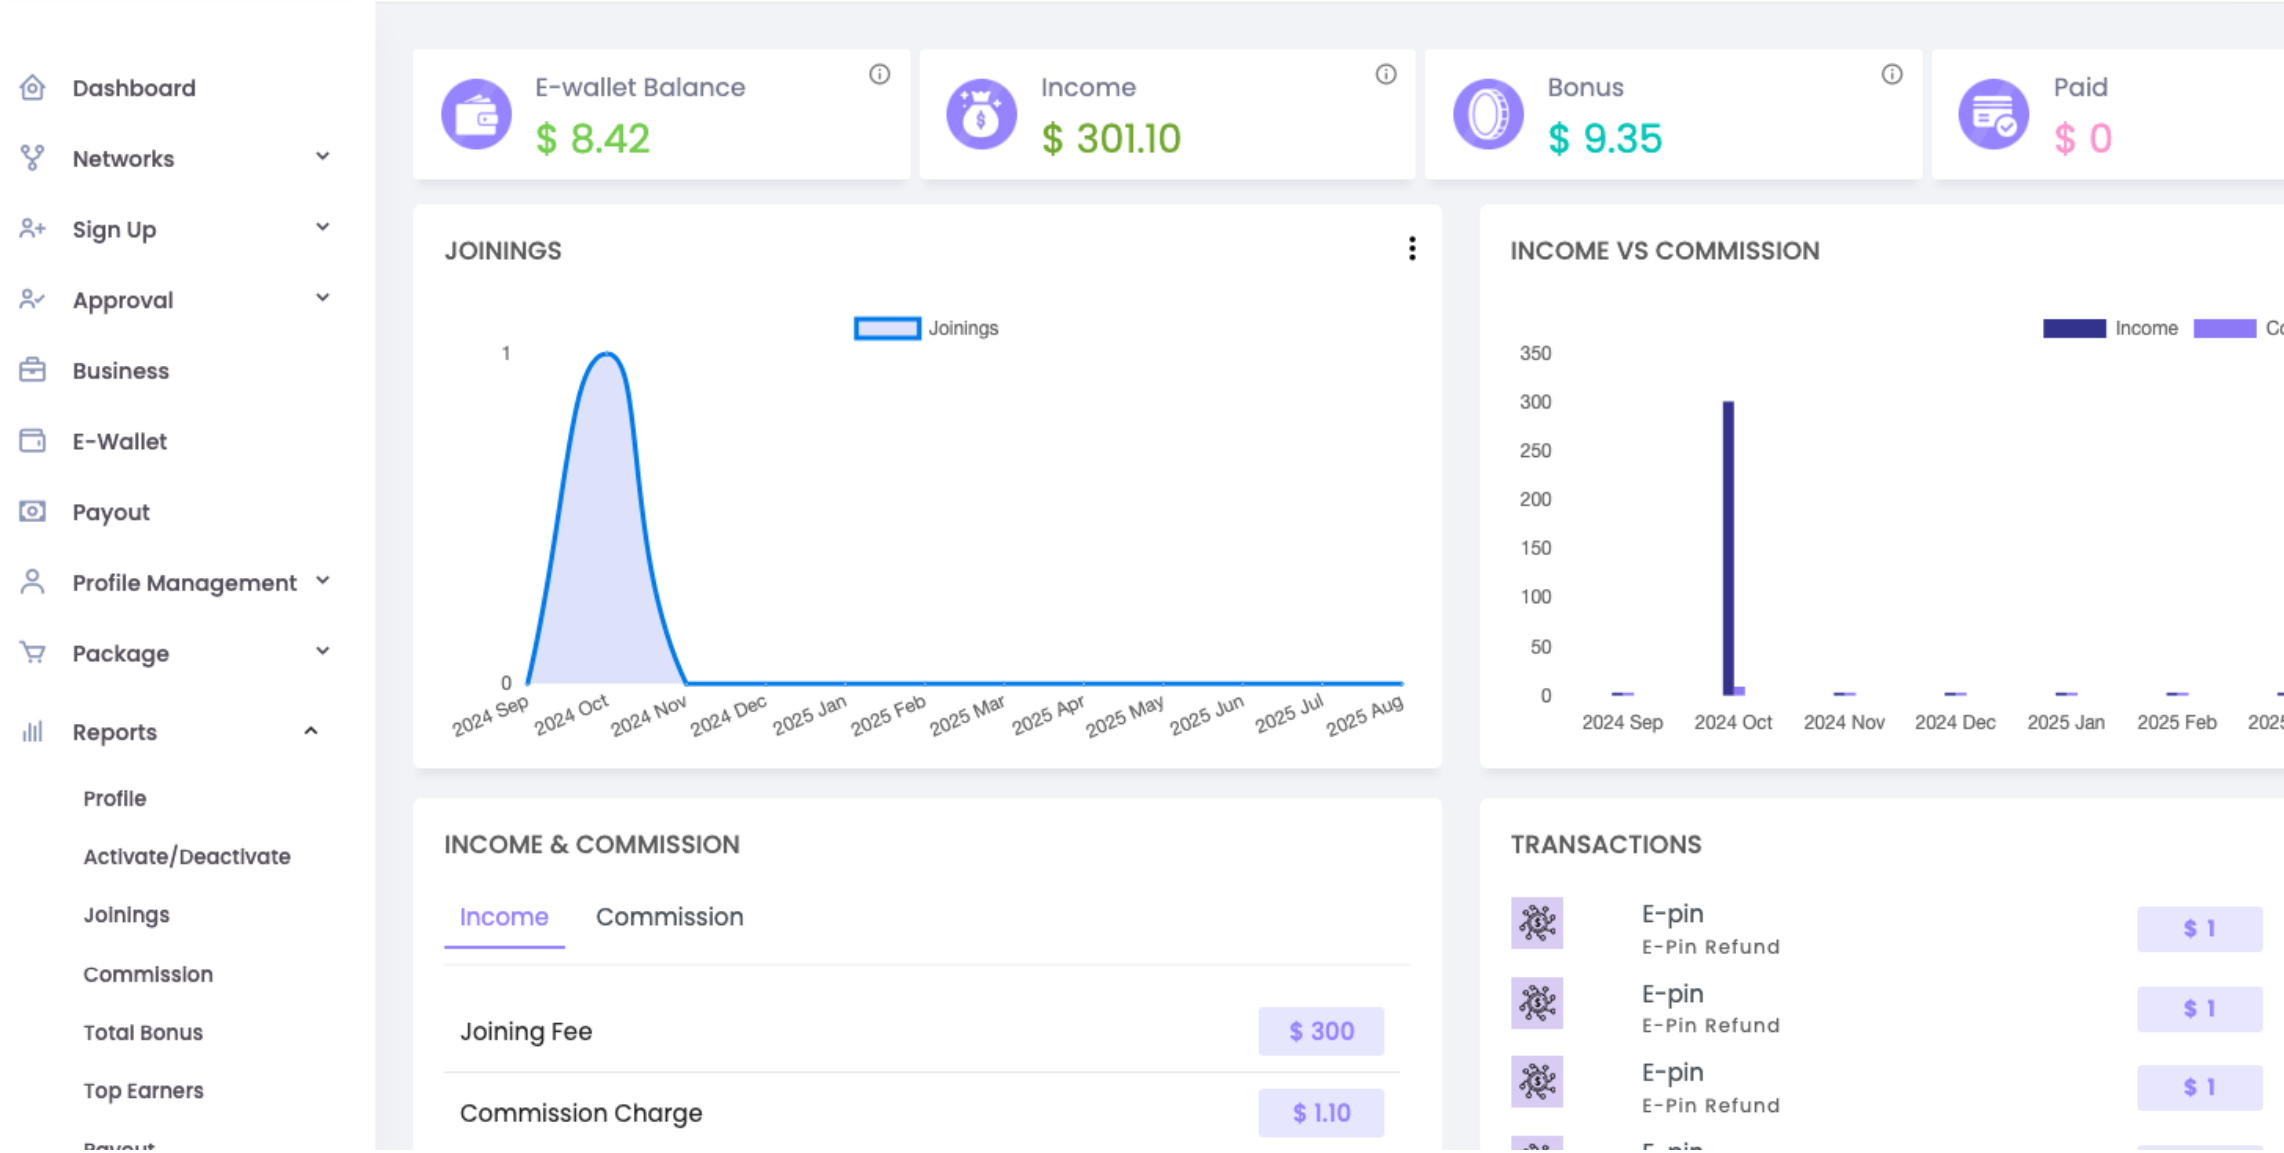 Dashboard
Networks
Sign Up
Approval
Business
E-Wallet
Payout
Profile Management
Package
Reports
Profile
Activate/Deactivate
Joinings
Commission
Total Bonus
Top Earners
Payout
E-wallet Balance
$ 8.42
Income
$ 301.10
Bonus
$ 9.35
Paid
$ 0
JOININGS
Joinings
1
0
2024 Sep
2024 Oct
2024 Nov
2024 Dec
2025 Jan
2025 Feb
2025 Mar
2025 Apr
2025 May
2025 Jun
2025 Jul
2025 Aug
INCOME VS COMMISSION
Income
350
300
250
200
150
100
50
0
2024 Sep
2024 Oct
2024 Nov
2024 Dec
2025 Jan
2025 Feb
INCOME & COMMISSION
Income Commission
Joining Fee $ 300
Commission Charge $ 1.10
TRANSACTIONS
E-pin
E-Pin Refund
$ 1
E-pin
E-Pin Refund
$ 1
E-pin
E-Pin Refund
$ 1
E-pin